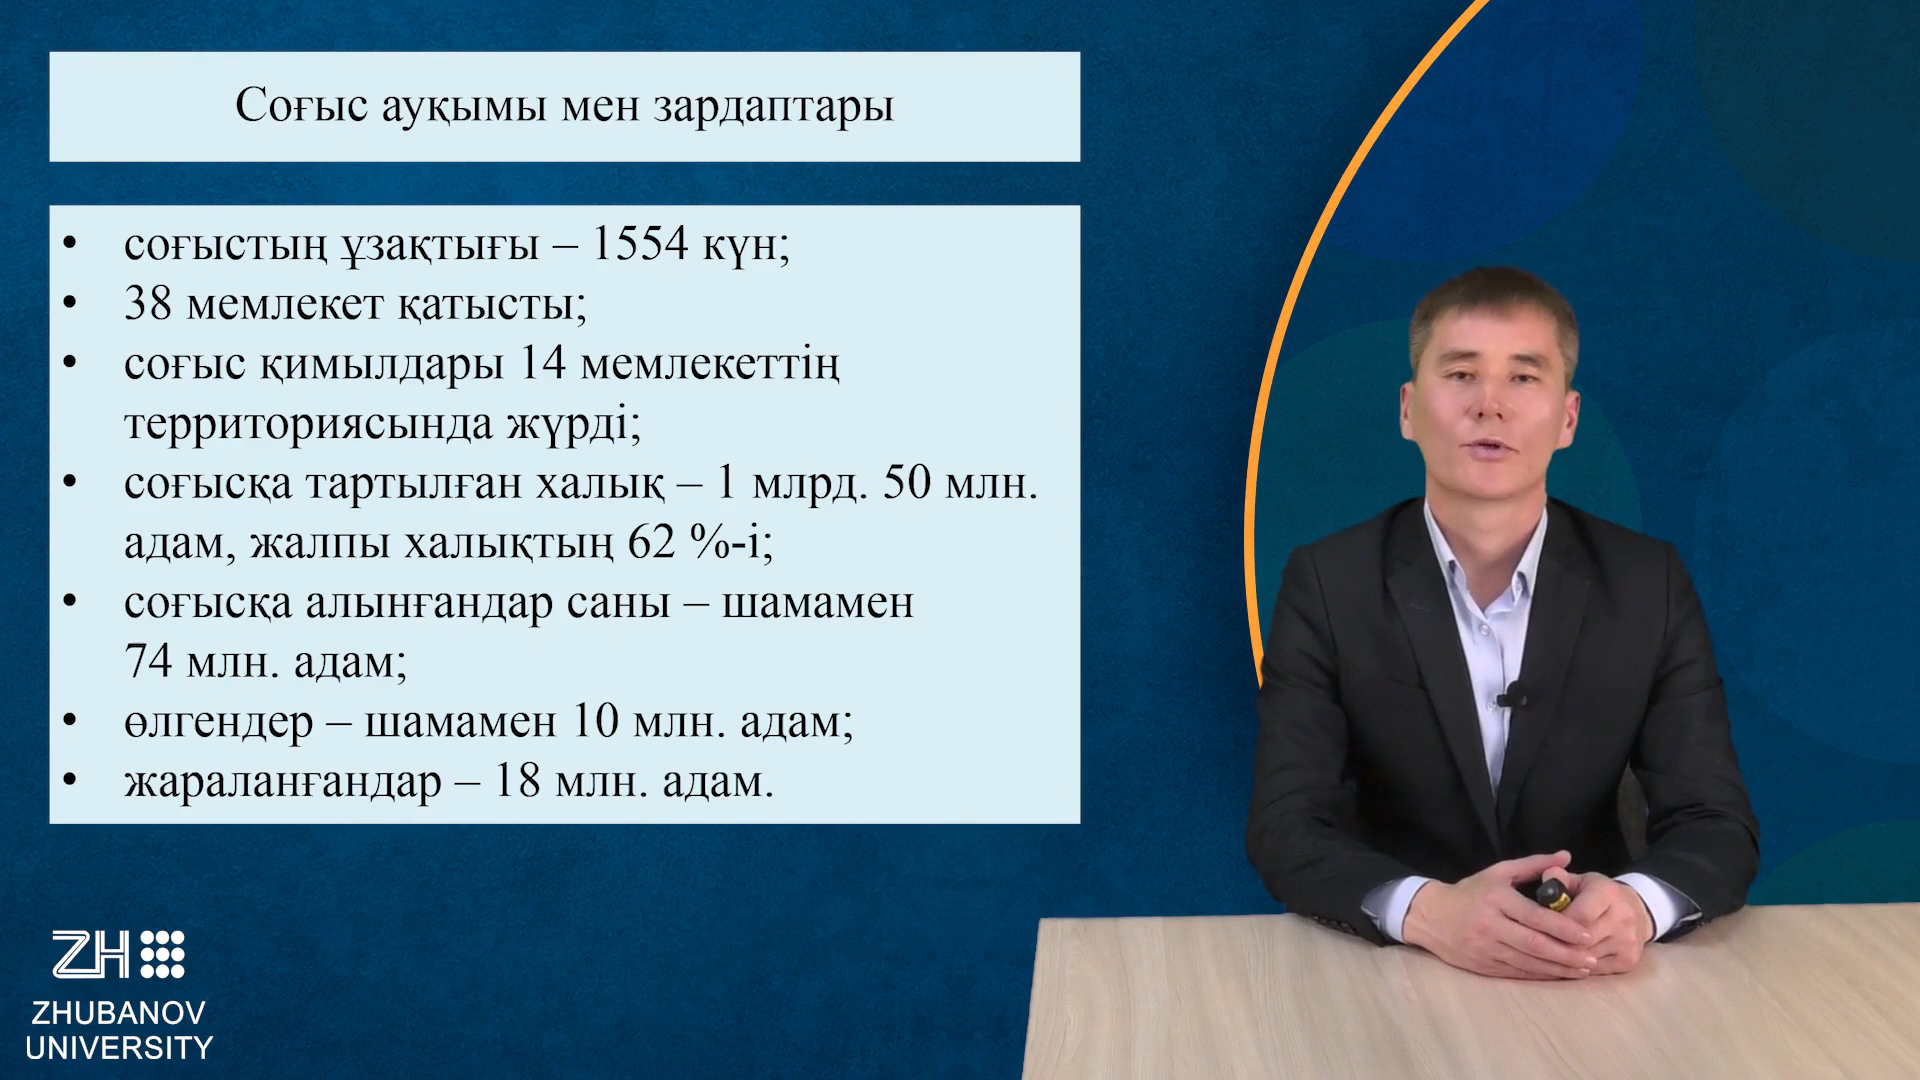 Соғыс ауқымы мен зардаптары
• соғыстың ұзақтығы – 1554 күн;
• 38 мемлекет қатысты;
• соғыс қимылдары 14 мемлекеттің
территориясында жүрді;
• соғысқа тартылған халық – 1 млрд. 50 млн.
адам, жалпы халықтың 62 %-і;
• соғысқа алынғандар саны – шамамен
74 млн. адам;
• өлгендер – шамамен 10 млн. адам;
• жараланғандар – 18 млн. адам.
ZH
ZHUBANOV
UNIVERSITY